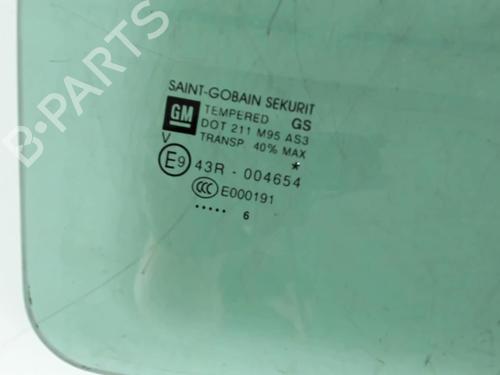 SAINT-GOBAIN SEKURIT
GM TEMPERED GS
DOT 211 M95 AS3
TRANSP. 40% MAX
V
E9 43R - 004654
CCC E000191
..... 6
B-PARTS